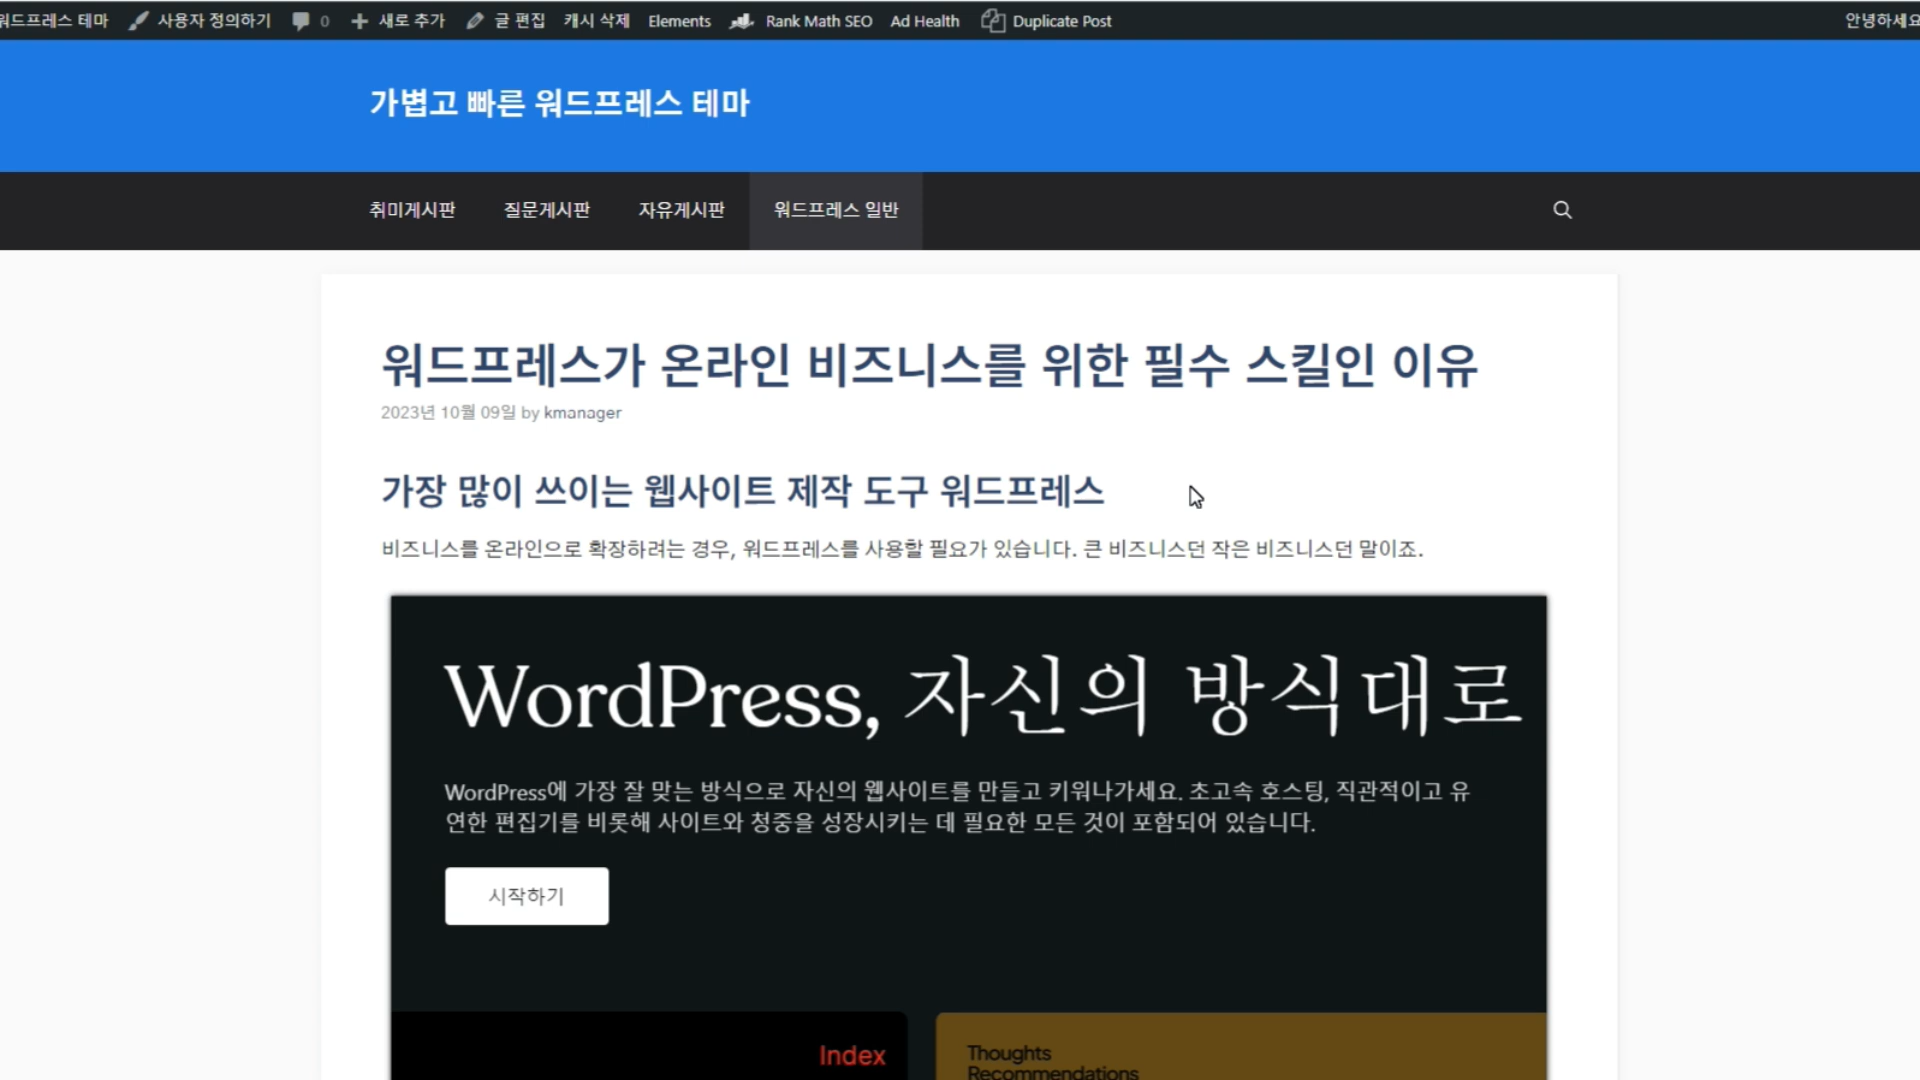 워드프레스 테마 사용자 정의하기 0 새로 추가 글 편집 캐시 삭제 Elements Rank Math SEO Ad Health Duplicate Post 안녕하세요
가볍고 빠른 워드프레스 테마
취미게시판 질문게시판 자유게시판 워드프레스 일반
워드프레스가 온라인 비즈니스를 위한 필수 스킬인 이유
2023년 10월 09일 by kmanager
가장 많이 쓰이는 웹사이트 제작 도구 워드프레스
비즈니스를 온라인으로 확장하려는 경우, 워드프레스를 사용할 필요가 있습니다. 큰 비즈니스던 작은 비즈니스던 말이죠.
WordPress, 자신의 방식대로
WordPress에 가장 잘 맞는 방식으로 자신의 웹사이트를 만들고 키워나가세요. 초고속 호스팅, 직관적이고 유
연한 편집기를 비롯해 사이트와 청중을 성장시키는 데 필요한 모든 것이 포함되어 있습니다.
시작하기
Index
Thoughts
Recommendations